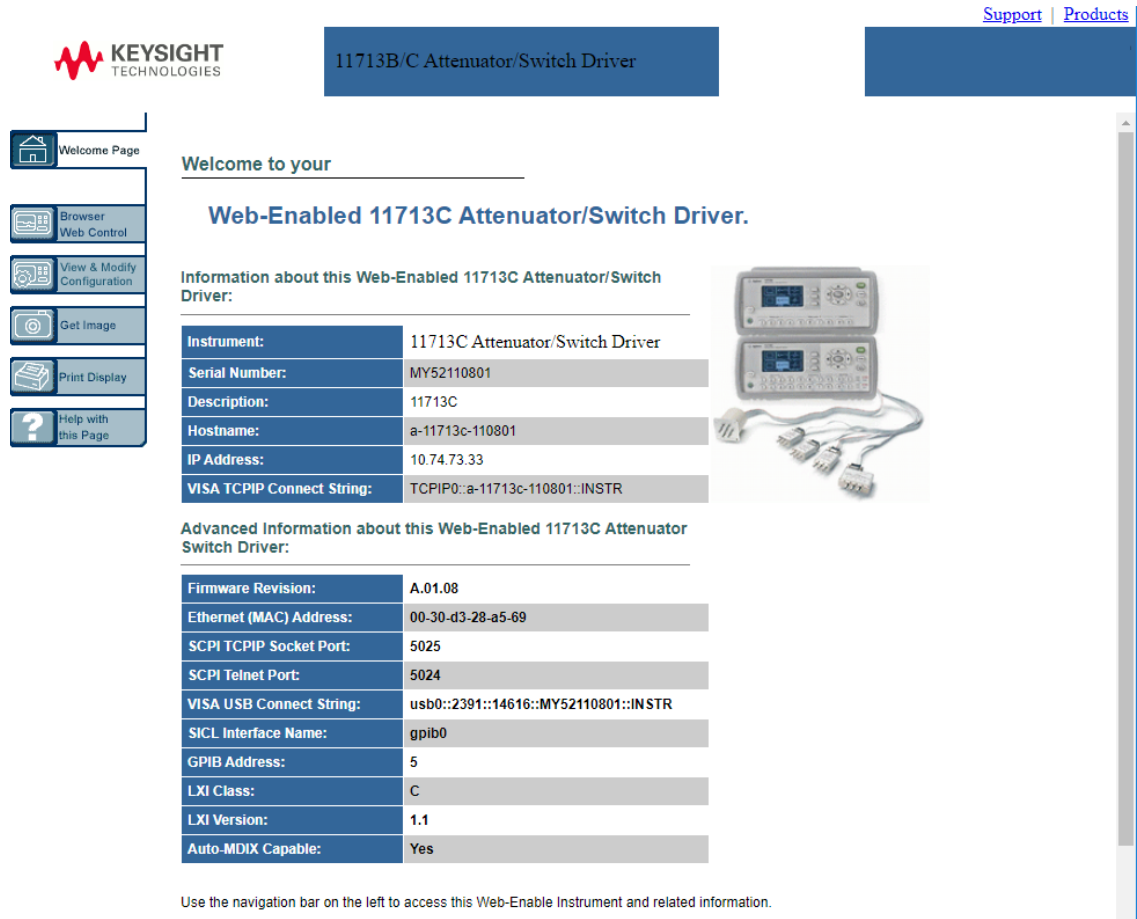 Support | Products
KEYSIGHT
TECHNOLOGIES
11713B/C Attenuator/Switch Driver
Welcome Page
Browser
Web Control
View & Modify
Configuration
Get Image
Print Display
Help with
this Page
Welcome to your
Web-Enabled 11713C Attenuator/Switch Driver.
Information about this Web-Enabled 11713C Attenuator/Switch
Driver:
Instrument: 11713C Attenuator/Switch Driver
Serial Number: MY52110801
Description: 11713C
Hostname: a-11713c-110801
IP Address: 10.74.73.33
VISA TCPIP Connect String: TCPIP0::a-11713c-110801::INSTR
Advanced Information about this Web-Enabled 11713C Attenuator
Switch Driver:
Firmware Revision: A.01.08
Ethernet (MAC) Address: 00-30-d3-28-a5-69
SCPI TCPIP Socket Port: 5025
SCPI Telnet Port: 5024
VISA USB Connect String: usb0::2391::14616::MY52110801::INSTR
SICL Interface Name: gpib0
GPIB Address: 5
LXI Class: C
LXI Version: 1.1
Auto-MDIX Capable: Yes
Use the navigation bar on the left to access this Web-Enable Instrument and related information.